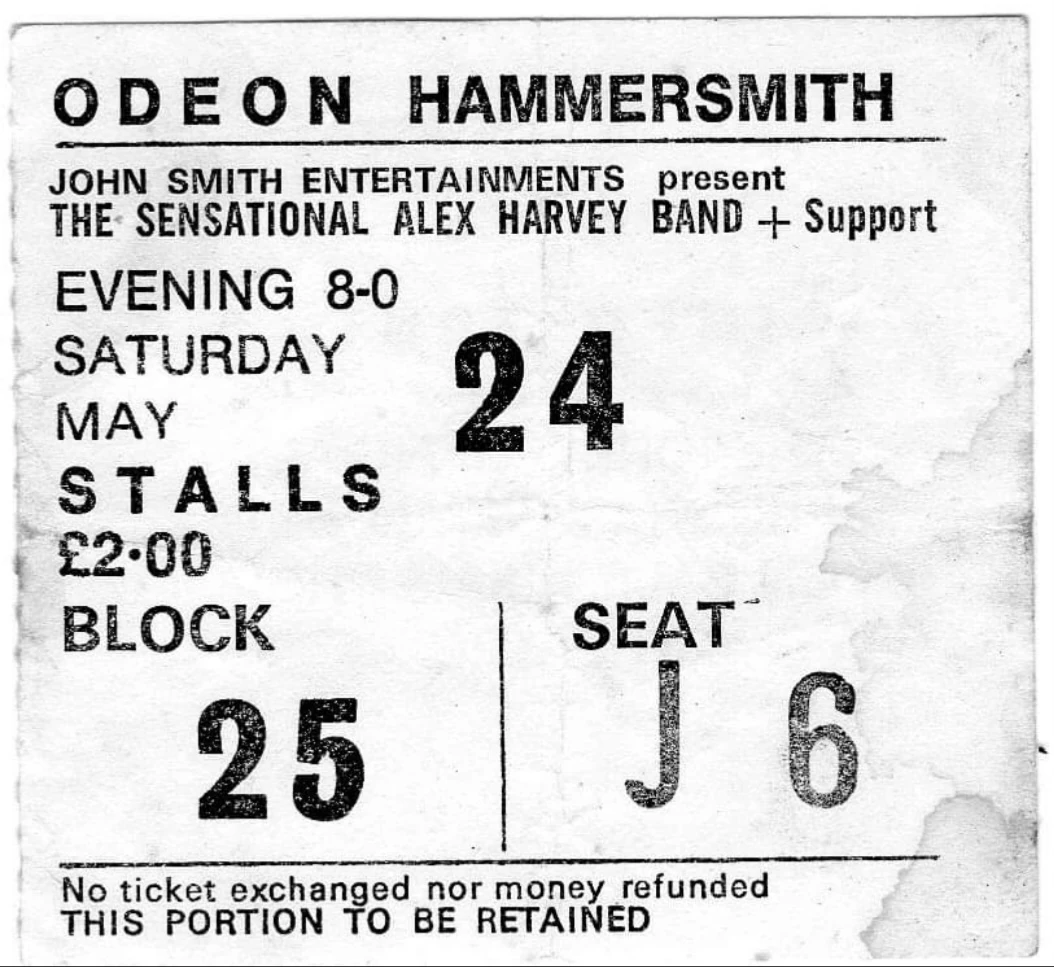 ODEON HAMMERSMITH
JOHN SMITH ENTERTAINMENTS present
THE SENSATIONAL ALEX HARVEY BAND + Support
EVENING 8-0
SATURDAY
MAY
24
STALLS
£2·00
BLOCK
25
SEAT
J 6
No ticket exchanged nor money refunded
THIS PORTION TO BE RETAINED